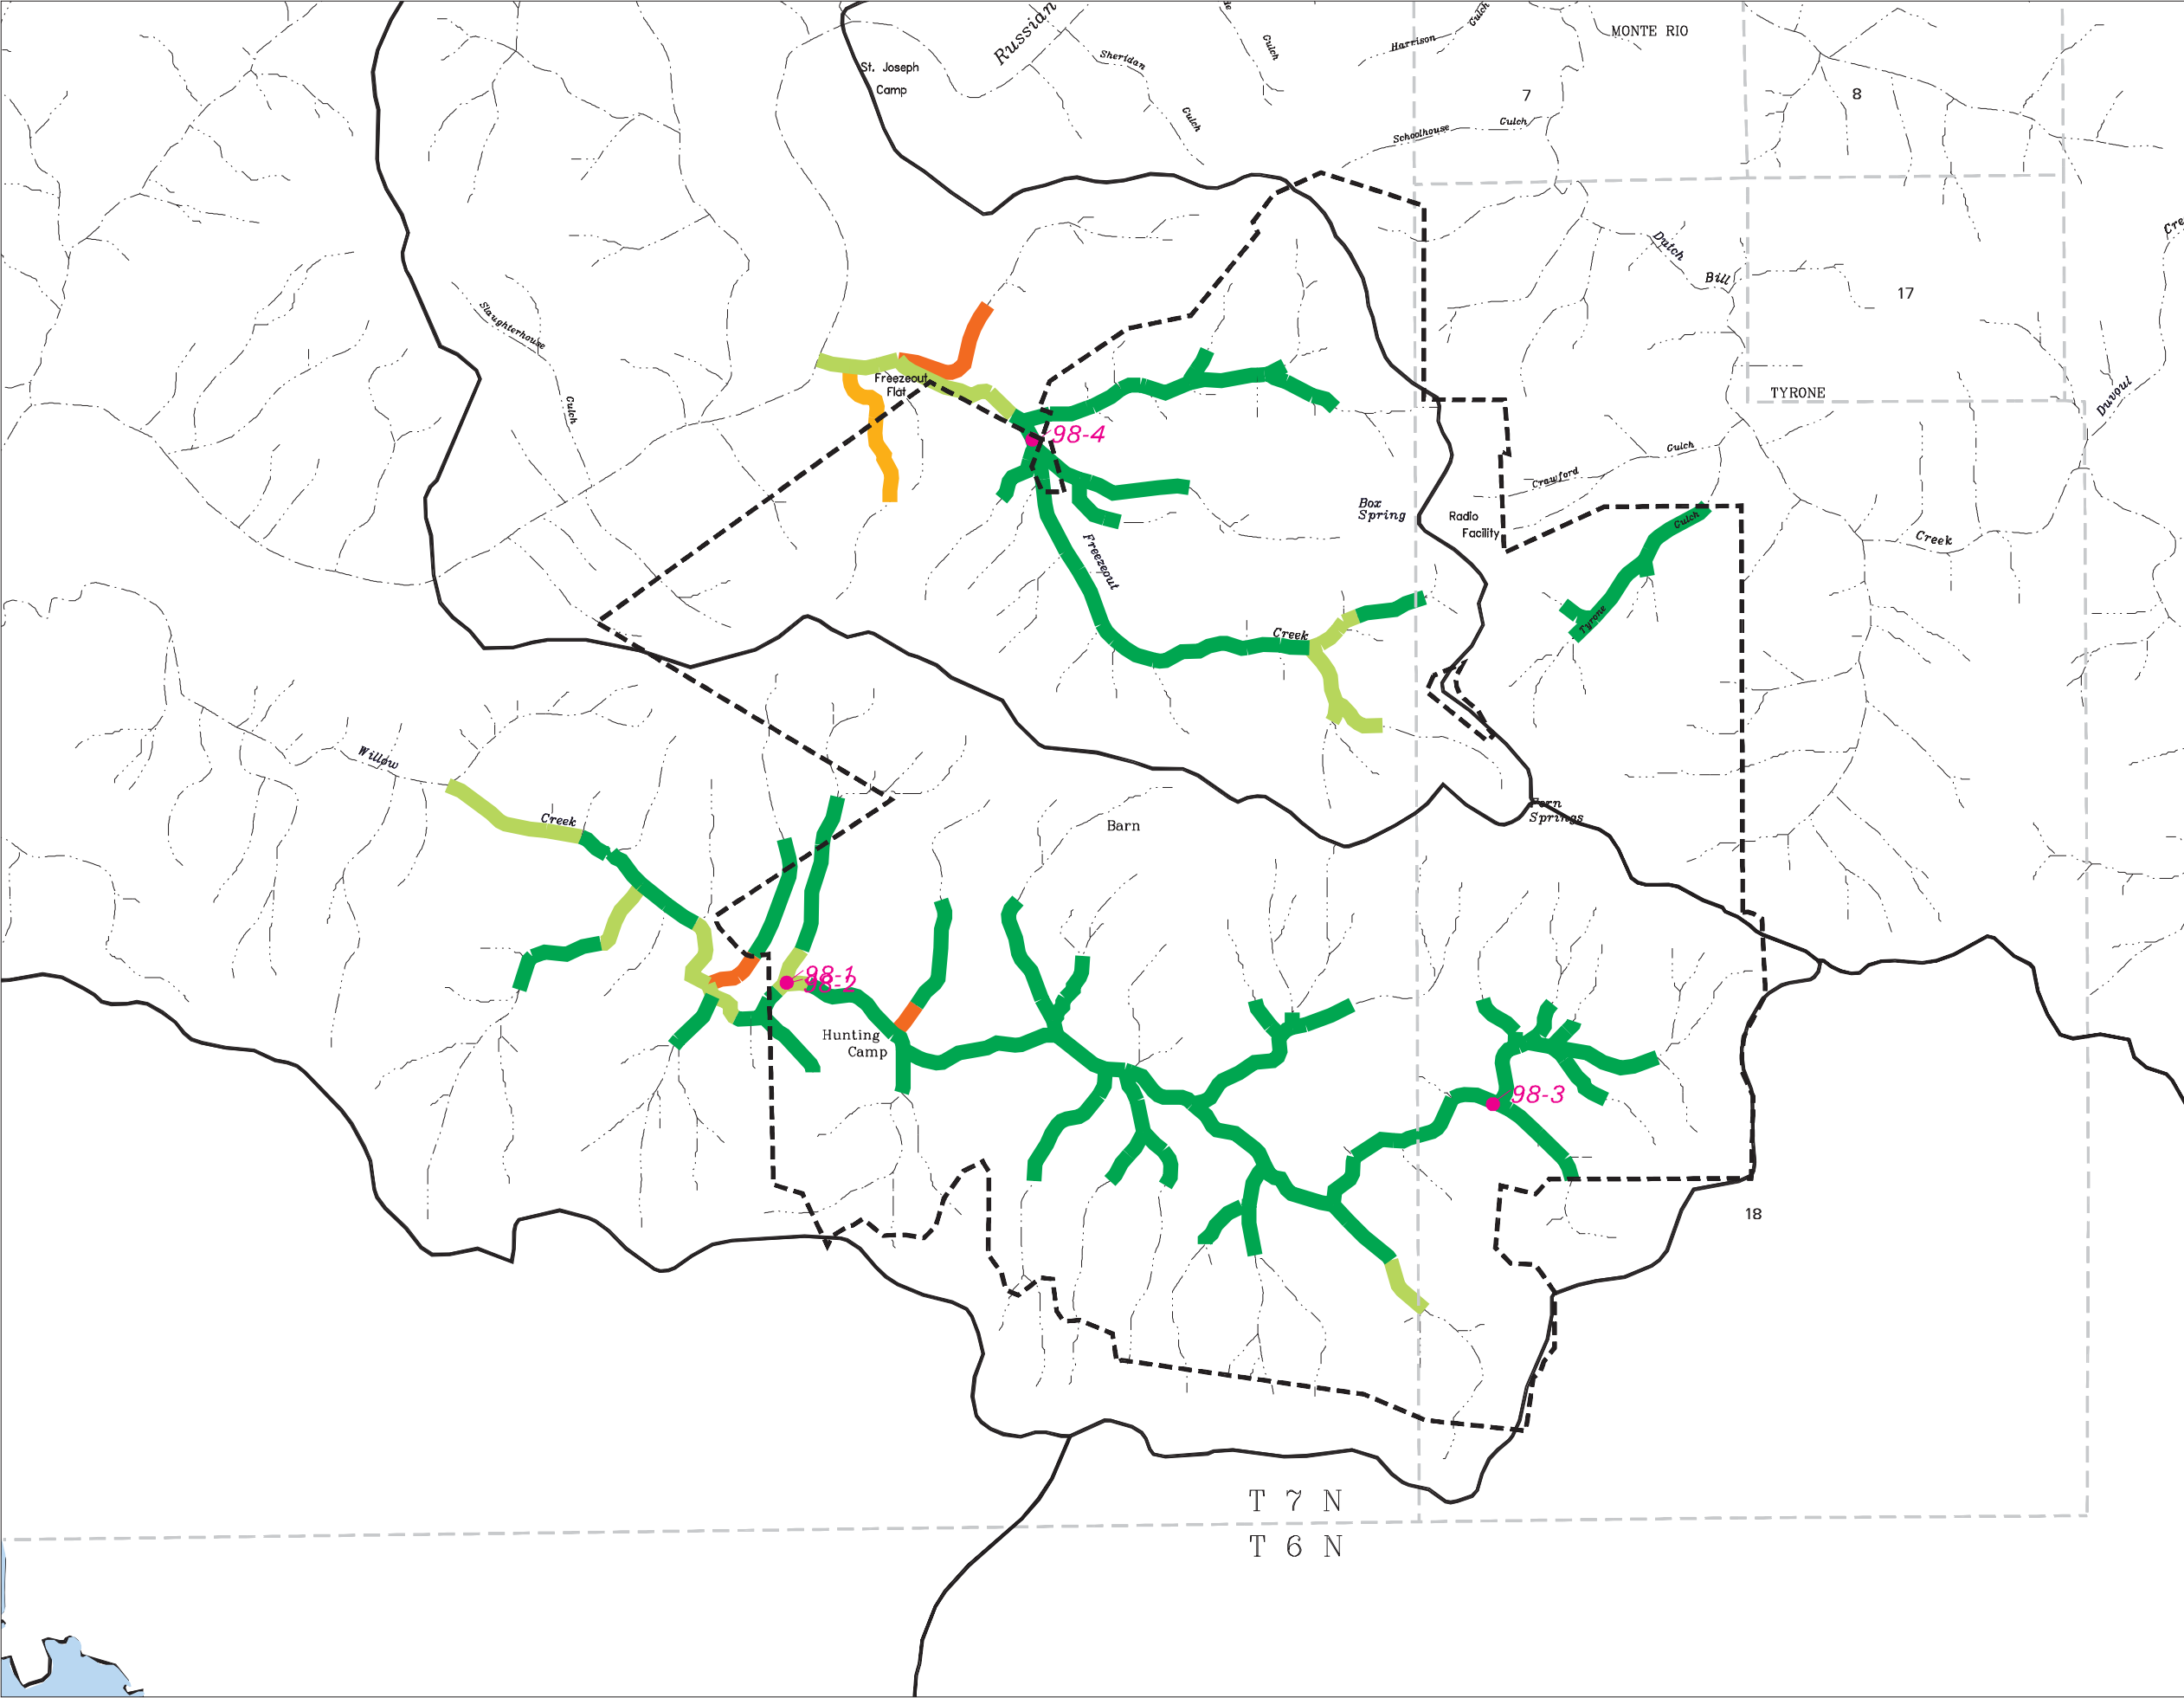 Russian
Gulch
Gulch
Harrison
MONTE RIO
Sheridan
St. Joseph
Camp
7
8
Gulch
Schoolhouse
Gulch
Dutch
Bill
17
Slaughterhouse
Gulch
Freezeout
Flat
TYRONE
Duvoul
98-4
Gulch
Crawford
Box
Spring
Radio
Facility
Gulch
Creek
Freezeout
Tyrone
Creek
Willow
Creek
Barn
Fern
Springs
98-1
98-2
Hunting
Camp
98-3
18
T 7 N
T 6 N